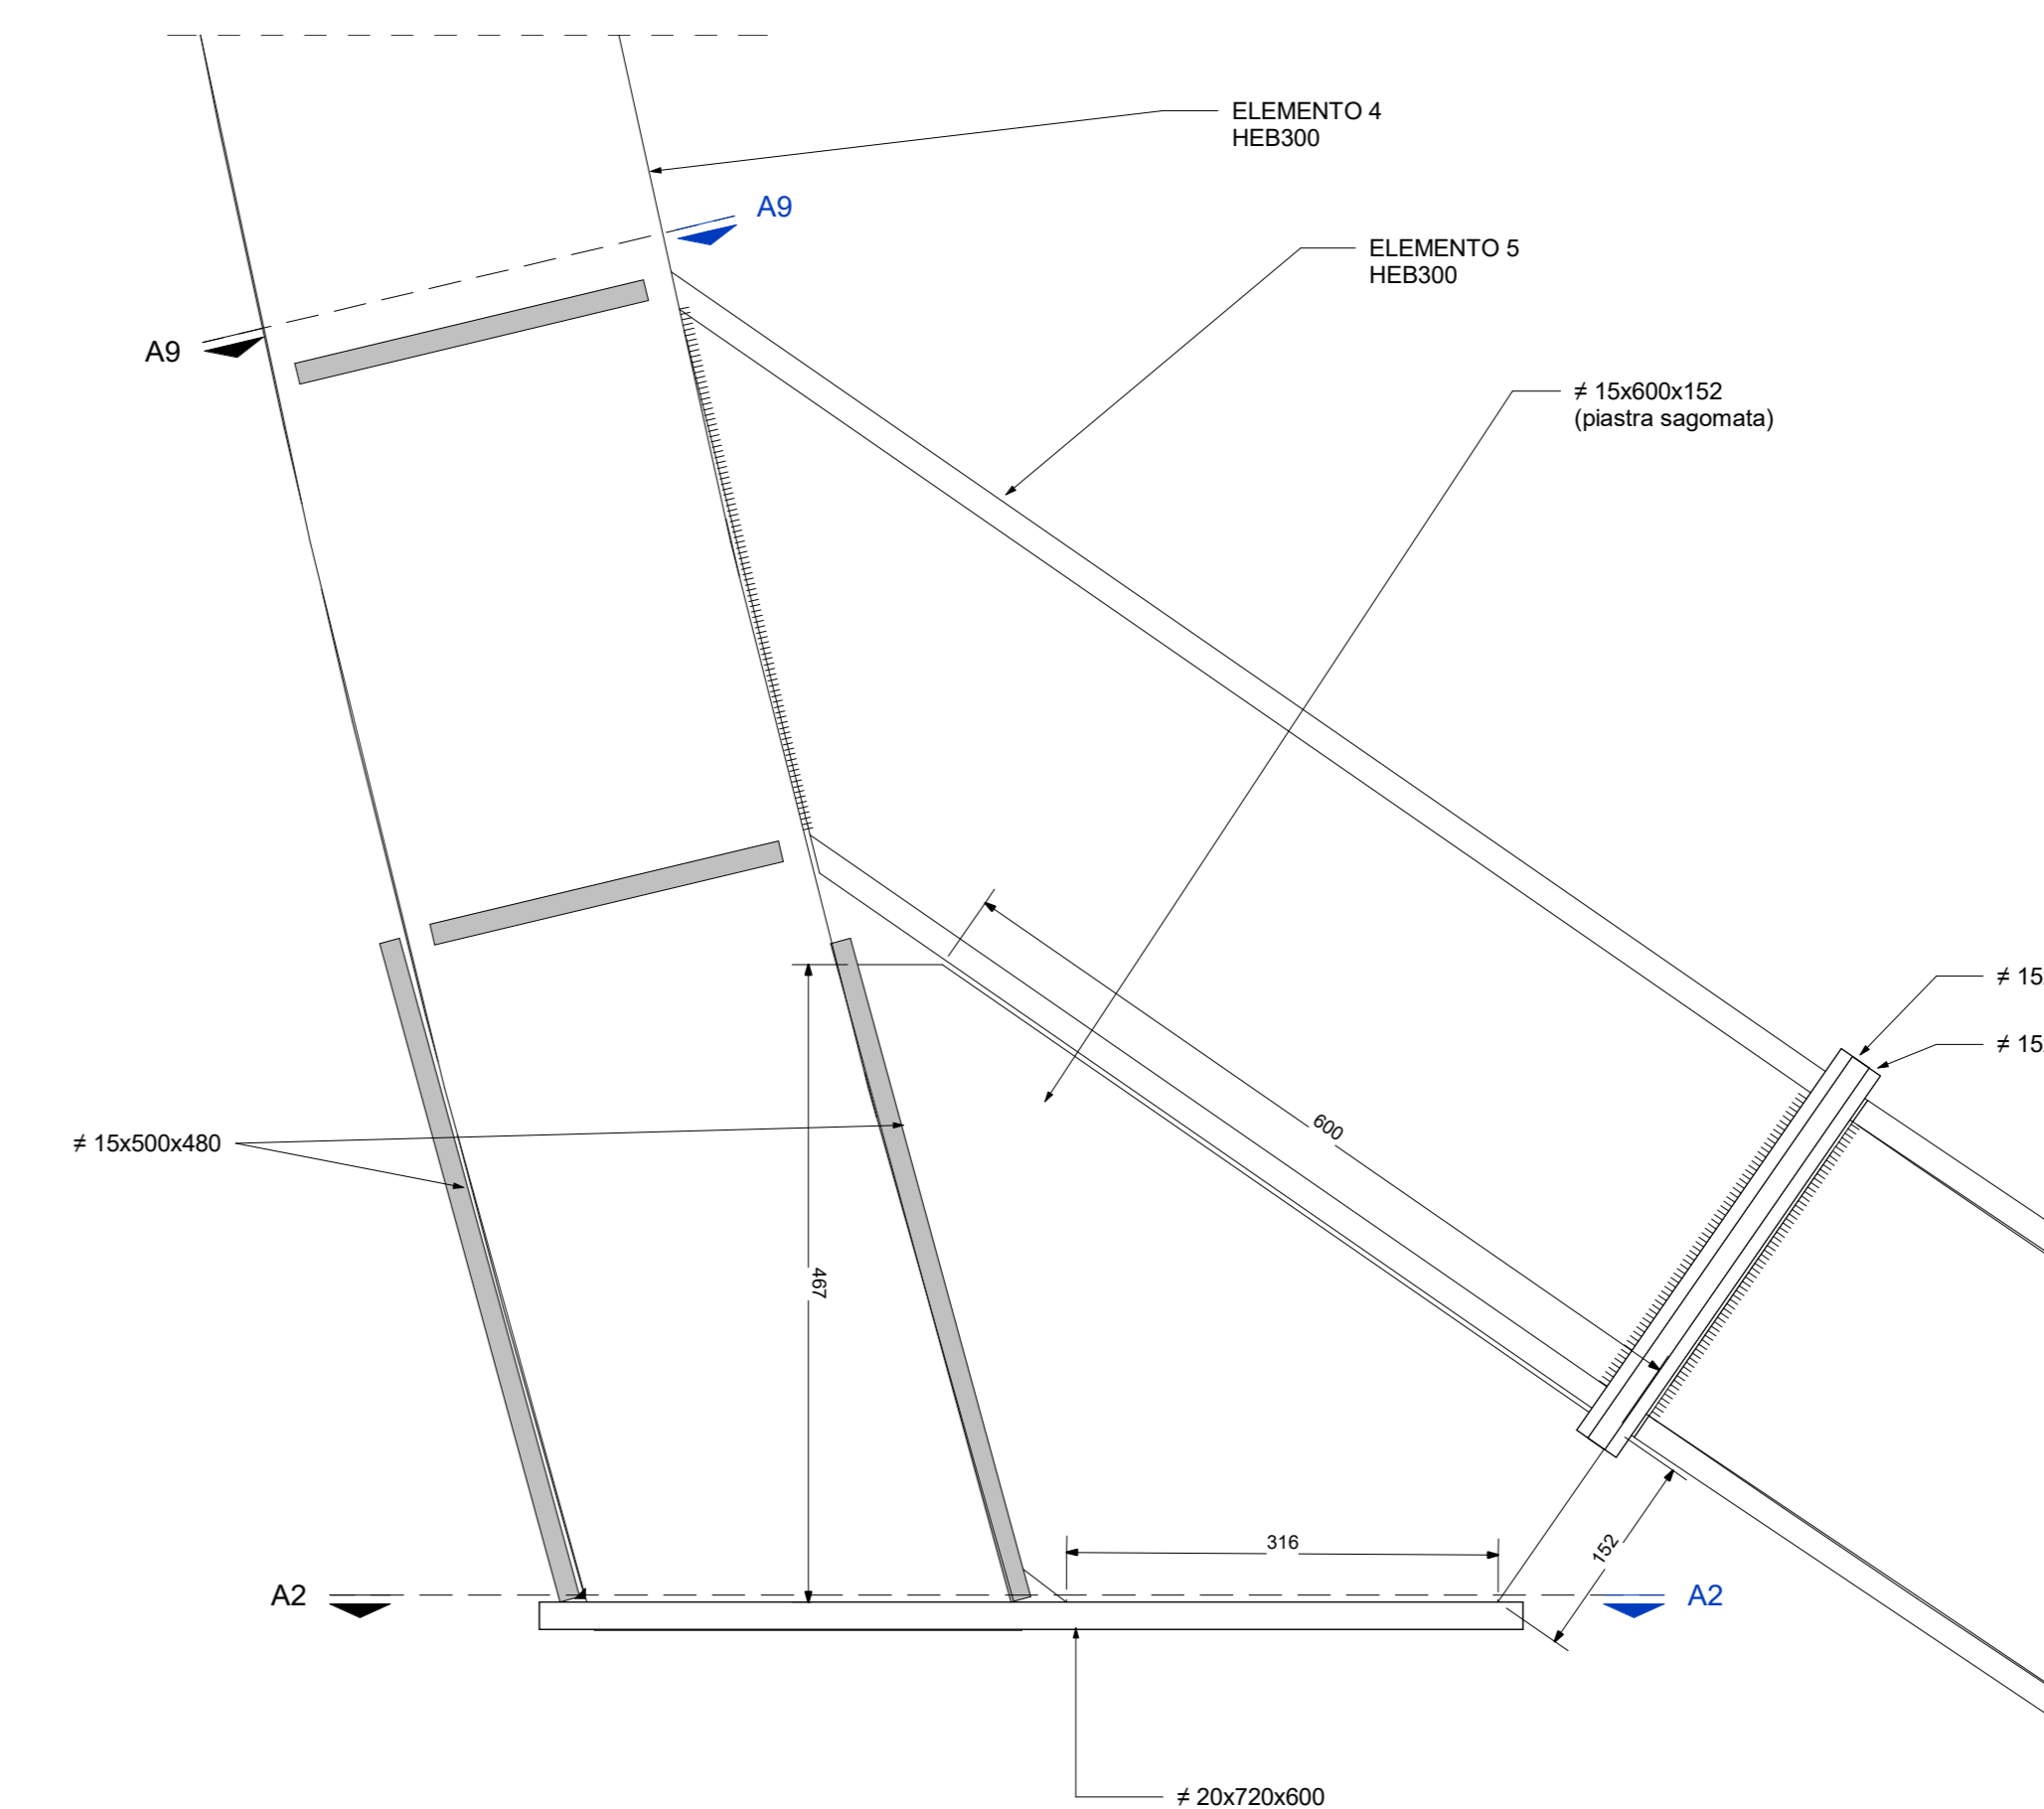 ELEMENTO 4
HEB300
A9
ELEMENTO 5
HEB300
A9
≠ 15x600x152
(piastra sagomata)
≠ 15
≠ 15
600
≠ 15x500x480
467
316
152
A2
A2
≠ 20x720x600